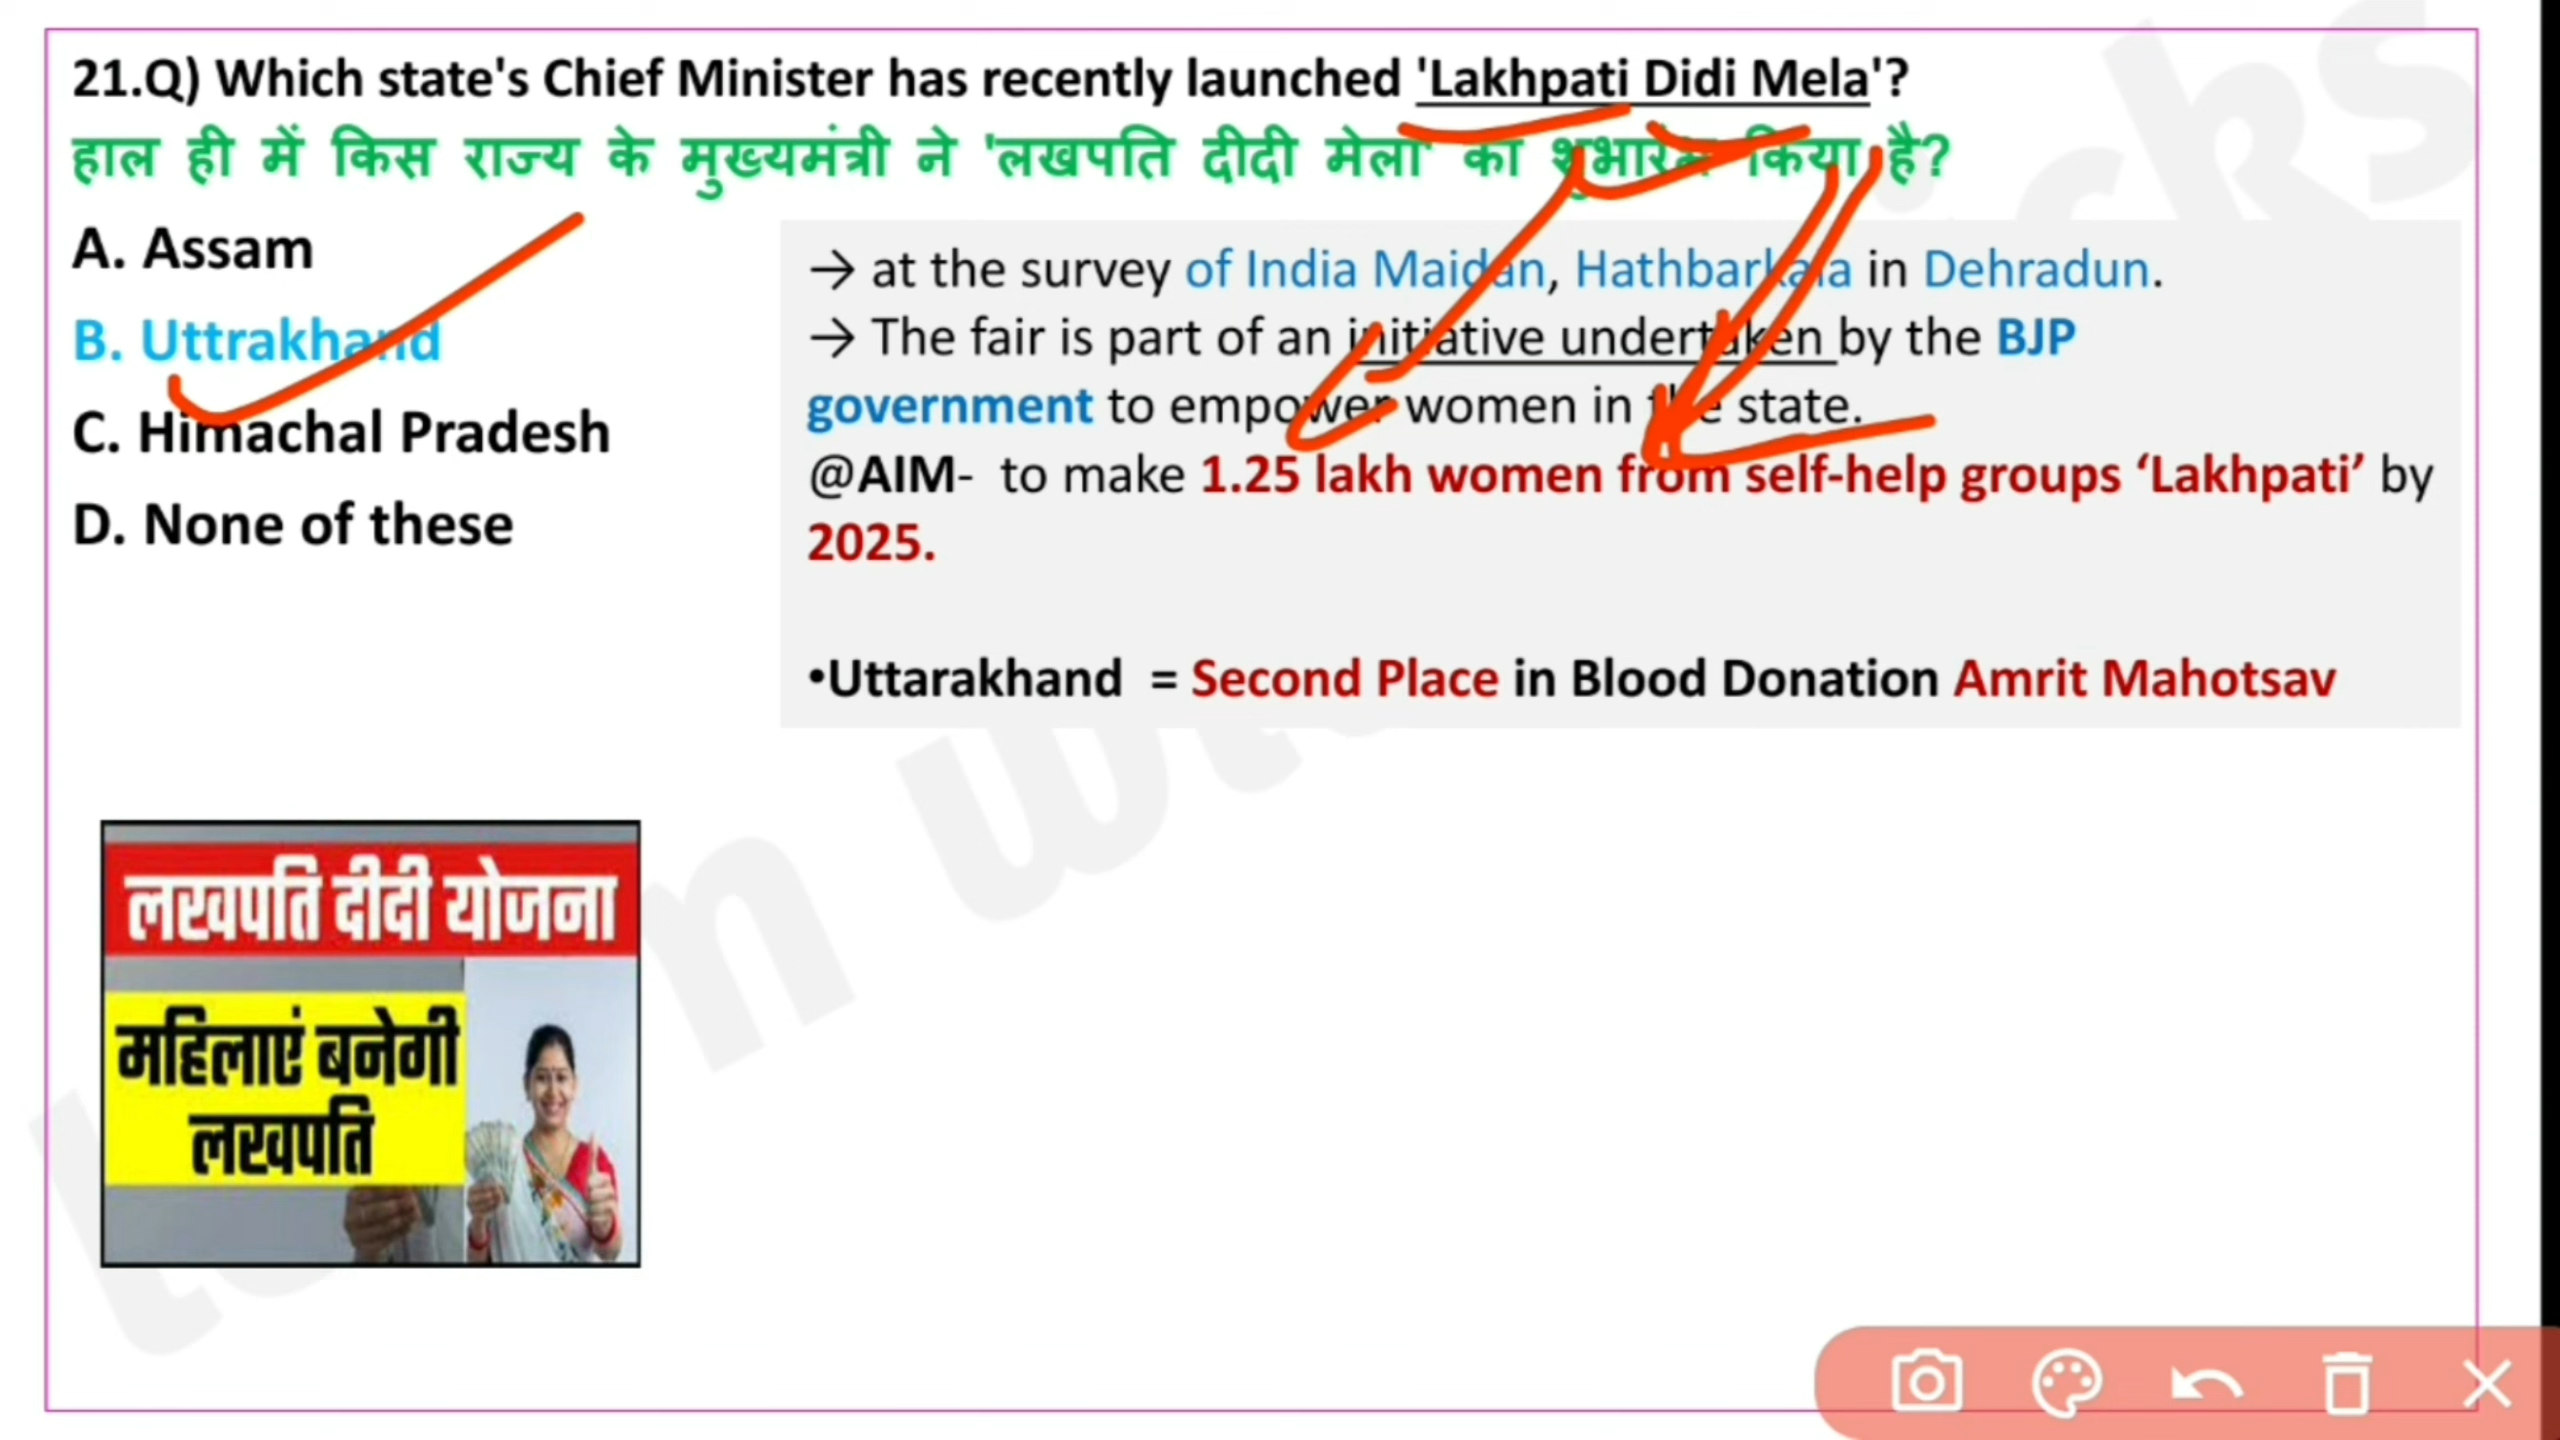 21.Q) Which state's Chief Minister has recently launched 'Lakhpati Didi Mela'?
हाल ही में किस राज्य के मुख्यमंत्री ने 'लखपति दीदी मेला' का शुभारंभ किया है?
A. Assam
B. Uttrakhand
C. Himachal Pradesh
D. None of these
→ at the survey of India Maidan, Hathbarkala in Dehradun.
→ The fair is part of an initiative undertaken by the BJP
government to empower women in the state.
@AIM- to make 1.25 lakh women from self-help groups ‘Lakhpati’ by
2025.
•Uttarakhand = Second Place in Blood Donation Amrit Mahotsav
लखपति दीदी योजना
महिलाएं बनेगी
लखपति